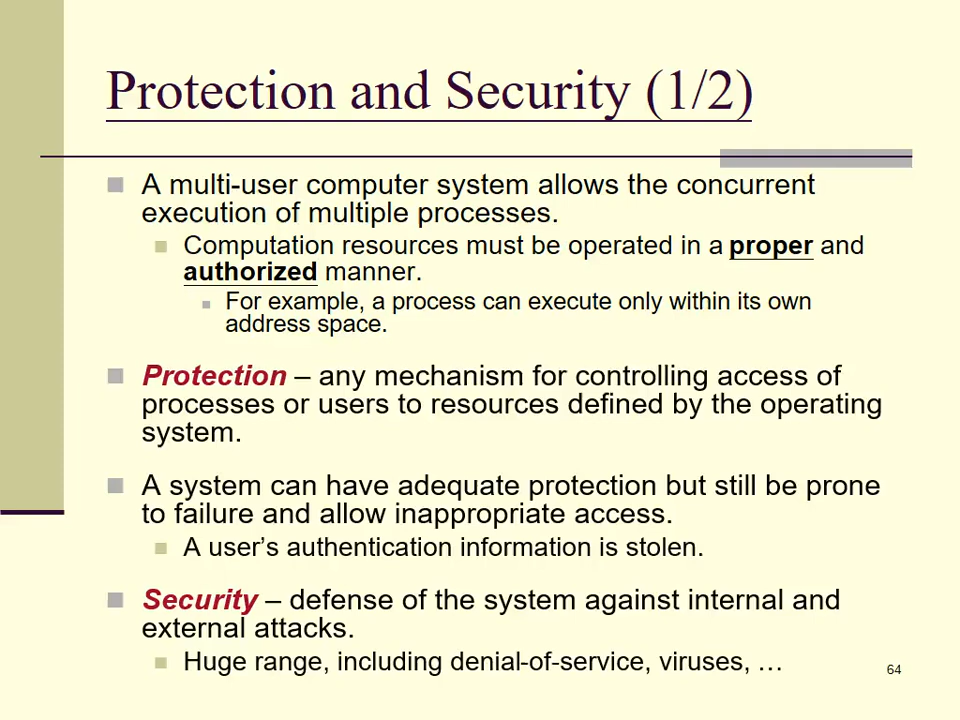 Protection and Security (1/2)
A multi-user computer system allows the concurrent
execution of multiple processes.
Computation resources must be operated in a proper and
authorized manner.
For example, a process can execute only within its own
address space.
Protection – any mechanism for controlling access of
processes or users to resources defined by the operating
system.
A system can have adequate protection but still be prone
to failure and allow inappropriate access.
A user’s authentication information is stolen.
Security – defense of the system against internal and
external attacks.
Huge range, including denial-of-service, viruses, …
64